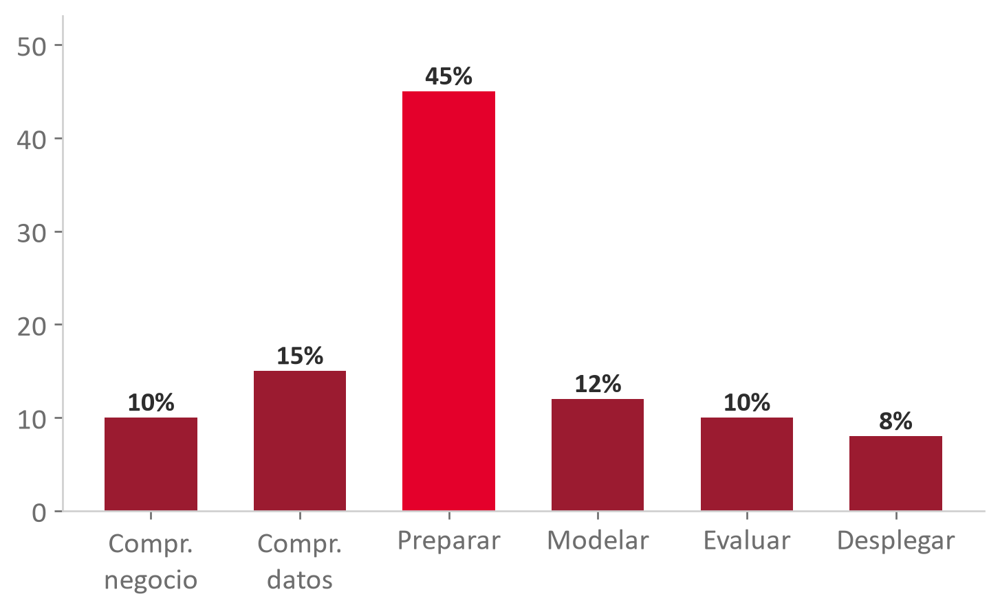 50
40
30
20
10
0
10%
15%
45%
12%
10%
8%
Compr.
negocio
Compr.
datos
Preparar
Modelar
Evaluar
Desplegar